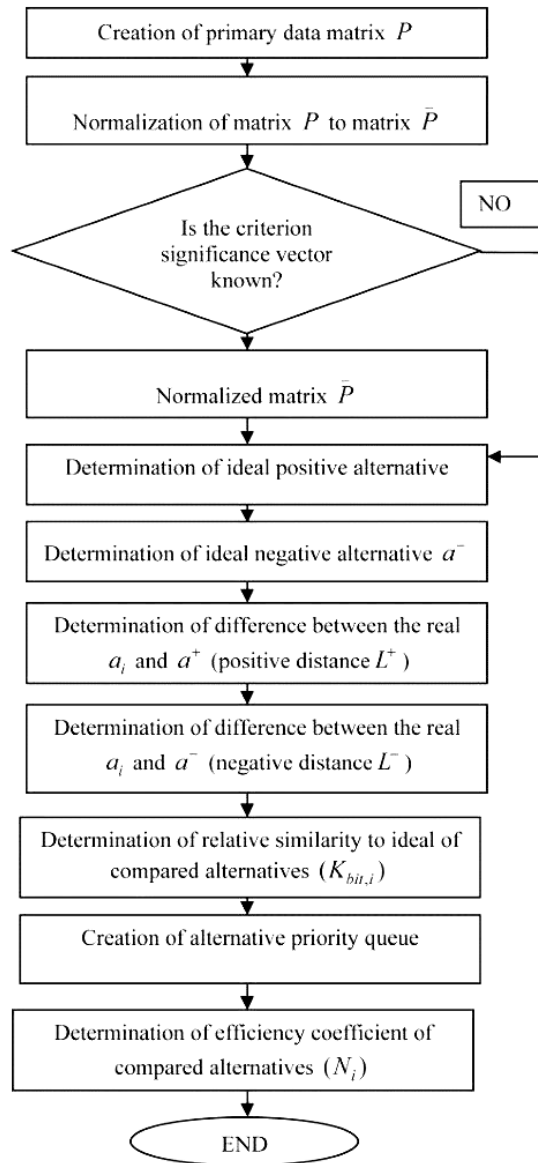 Creation of primary data matrix P
Normalization of matrix P to matrix P̄
Is the criterion
significance vector
known?
NO
Normalized matrix P̄
Determination of ideal positive alternative
Determination of ideal negative alternative a⁻
Determination of difference between the real
aᵢ and a⁺ (positive distance L⁺)
Determination of difference between the real
aᵢ and a⁻ (negative distance L⁻)
Determination of relative similarity to ideal of
compared alternatives (K_{bit,i})
Creation of alternative priority queue
Determination of efficiency coefficient of
compared alternatives (Nᵢ)
END